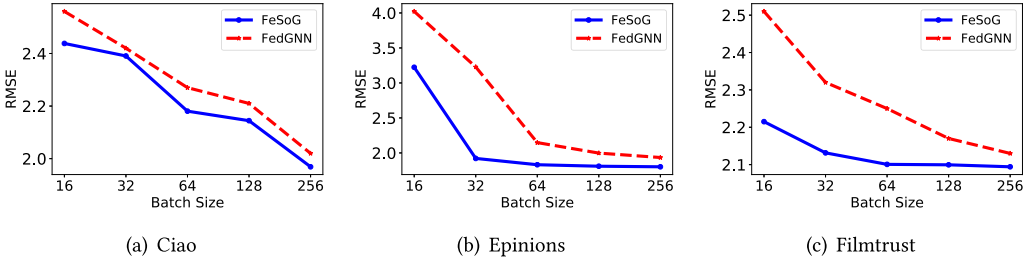 2.4
2.2
2.0
RMSE
FeSoG
FedGNN
16 32 64 128 256
Batch Size
(a) Ciao
4.0
3.5
3.0
2.5
2.0
RMSE
FeSoG
FedGNN
16 32 64 128 256
Batch Size
(b) Epinions
2.5
2.4
2.3
2.2
2.1
RMSE
FeSoG
FedGNN
16 32 64 128 256
Batch Size
(c) Filmtrust